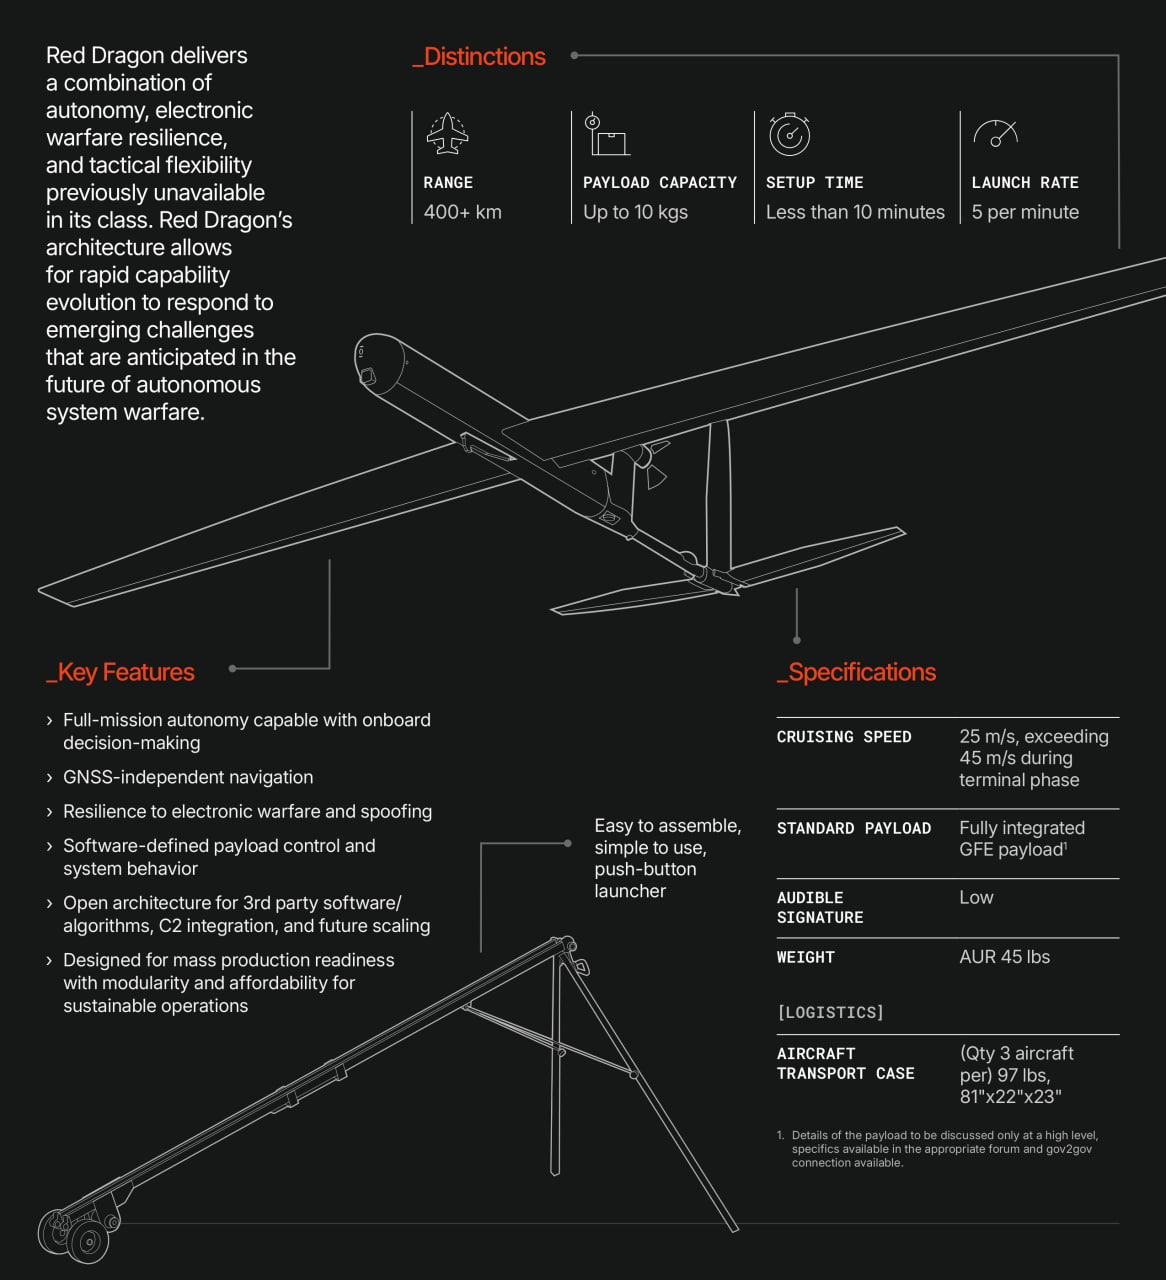 Red Dragon delivers
a combination of
autonomy, electronic
warfare resilience,
and tactical flexibility
previously unavailable
in its class. Red Dragon’s
architecture allows
for rapid capability
evolution to respond to
emerging challenges
that are anticipated in the
future of autonomous
system warfare.
_Distinctions
RANGE
400+ km
PAYLOAD CAPACITY
Up to 10 kgs
SETUP TIME
Less than 10 minutes
LAUNCH RATE
5 per minute
_Key Features
› Full-mission autonomy capable with onboard
decision-making
› GNSS-independent navigation
› Resilience to electronic warfare and spoofing
› Software-defined payload control and
system behavior
› Open architecture for 3rd party software/
algorithms, C2 integration, and future scaling
› Designed for mass production readiness
with modularity and affordability for
sustainable operations
Easy to assemble,
simple to use,
push-button
launcher
_Specifications
CRUISING SPEED
25 m/s, exceeding
45 m/s during
terminal phase
STANDARD PAYLOAD
Fully integrated
GFE payload¹
AUDIBLE
SIGNATURE
Low
WEIGHT
AUR 45 lbs
[LOGISTICS]
AIRCRAFT
TRANSPORT CASE
(Qty 3 aircraft
per) 97 lbs,
81"x22"x23"
1. Details of the payload to be discussed only at a high level,
specifics available in the appropriate forum and gov2gov
connection available.